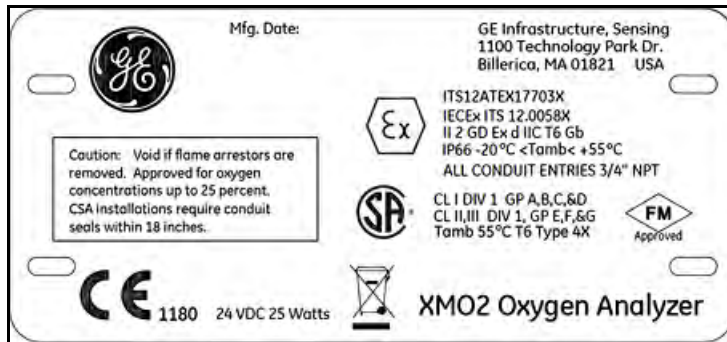 GE
Mfg. Date:
GE Infrastructure, Sensing
1100 Technology Park Dr.
Billerica, MA 01821 USA
Ex
ITS12ATEX17703X
IECEx ITS 12.0058X
II 2 GD Ex d IIC T6 Gb
IP66 -20°C <Tamb< +55°C
ALL CONDUIT ENTRIES 3/4" NPT
Caution: Void if flame arrestors are
removed. Approved for oxygen
concentrations up to 25 percent.
CSA installations require conduit
seals within 18 inches.
SA
CL I DIV 1 GP A,B,C,&D
CL II,III DIV 1, GP E,F,&G
Tamb 55°C T6 Type 4X
FM
Approved
CE 1180
24 VDC 25 Watts
XMO2 Oxygen Analyzer